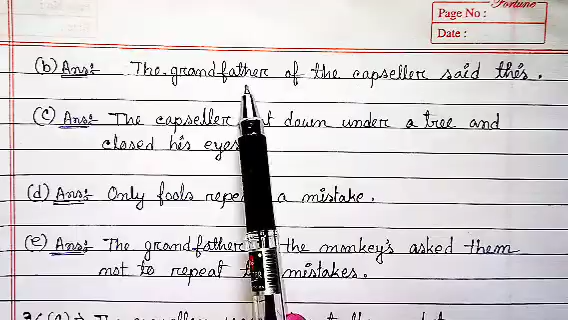 Fortune
Page No :
Date :
(b) Ans: The grandfather of the capseller said this.
(c) Ans: The capseller down under a tree and
closed his eyes
(d) Ans: Only fools a mistake.
(e) Ans: The grandfather the monkey's asked them
not to repeat mistakes.